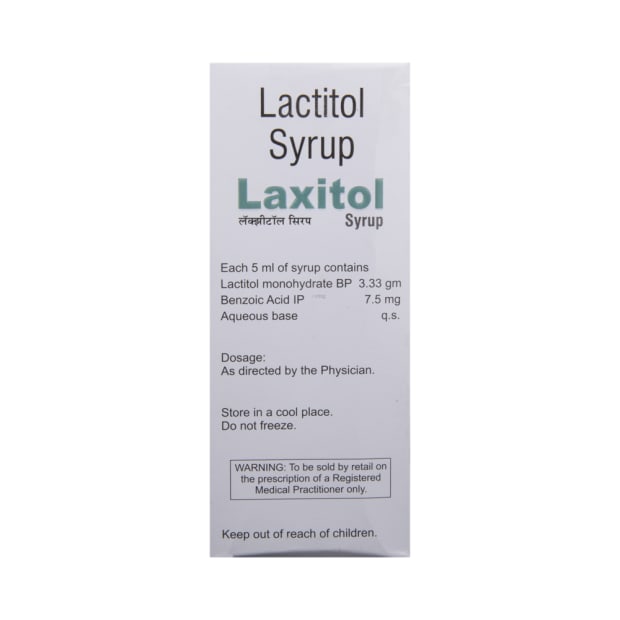 Lactitol
Syrup
Laxitol
लॅक्झीटॉल सिरप Syrup
Each 5 ml of syrup contains
Lactitol monohydrate BP 3.33 gm
Benzoic Acid IP 7.5 mg
Aqueous base q.s.
Dosage:
As directed by the Physician.
Store in a cool place.
Do not freeze.
WARNING: To be sold by retail on
the prescription of a Registered
Medical Practitioner only.
Keep out of reach of children.